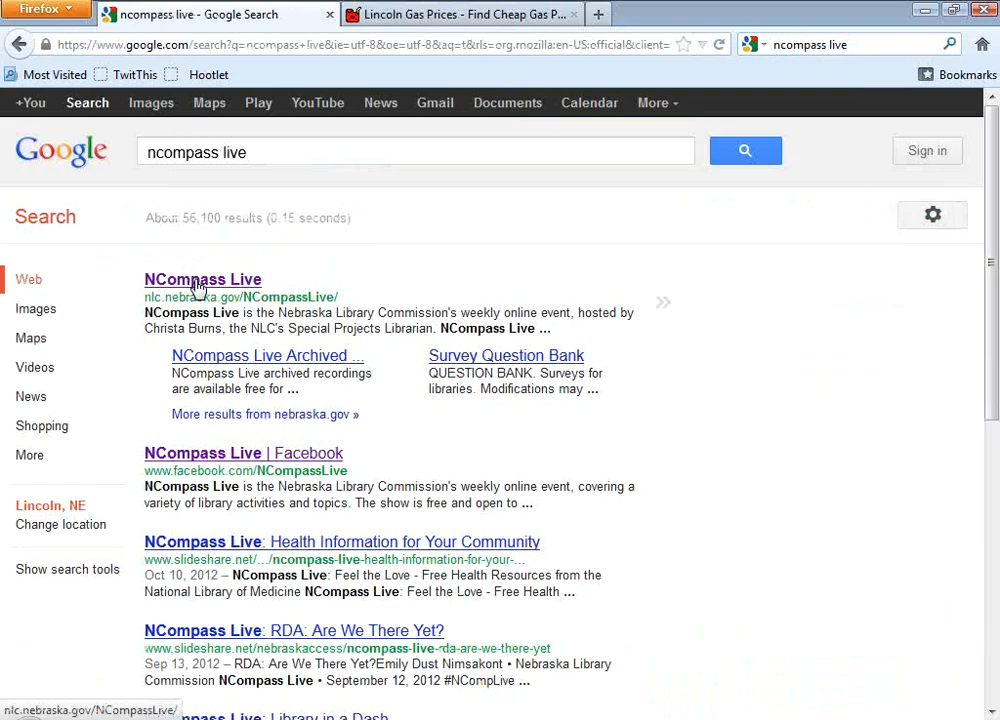 Firefox
ncompass live - Google Search
Lincoln Gas Prices - Find Cheap Gas P...
https://www.google.com/search?q=ncompass+live&ie=utf-8&oe=utf-8&aq=t&rls=org.mozilla:en-US:official&client=
ncompass live
Most Visited
TwitThis
Hootlet
Bookmarks
+You Search Images Maps Play YouTube News Gmail Documents Calendar More
Google
ncompass live
Sign in
Search
About 56,100 results (0.15 seconds)
Web
Images
Maps
Videos
News
Shopping
More
Lincoln, NE
Change location
Show search tools
NCompass Live
nlc.nebraska.gov/NCompassLive/
NCompass Live is the Nebraska Library Commission's weekly online event, hosted by
Christa Burns, the NLC's Special Projects Librarian. NCompass Live ...
NCompass Live Archived ...
NCompass Live archived recordings
are available free for ...
Survey Question Bank
QUESTION BANK. Surveys for
libraries. Modifications may ...
More results from nebraska.gov »
NCompass Live | Facebook
www.facebook.com/NCompassLive
NCompass Live is the Nebraska Library Commission's weekly online event, covering a
variety of library activities and topics. The show is free and open to ...
NCompass Live: Health Information for Your Community
www.slideshare.net/.../ncompass-live-health-information-for-your-...
Oct 10, 2012 – NCompass Live: Feel the Love - Free Health Resources from the
National Library of Medicine NCompass Live: Feel the Love - Free Health ...
NCompass Live: RDA: Are We There Yet?
www.slideshare.net/nebraskaccess/ncompass-live-rda-are-we-there-yet
Sep 13, 2012 – RDA: Are We There Yet?Emily Dust Nimsakont • Nebraska Library
Commission NCompass Live • September 12, 2012 #NCompLive ...
NCompass Live: Library in a Dash
nlc.nebraska.gov/NCompassLive/